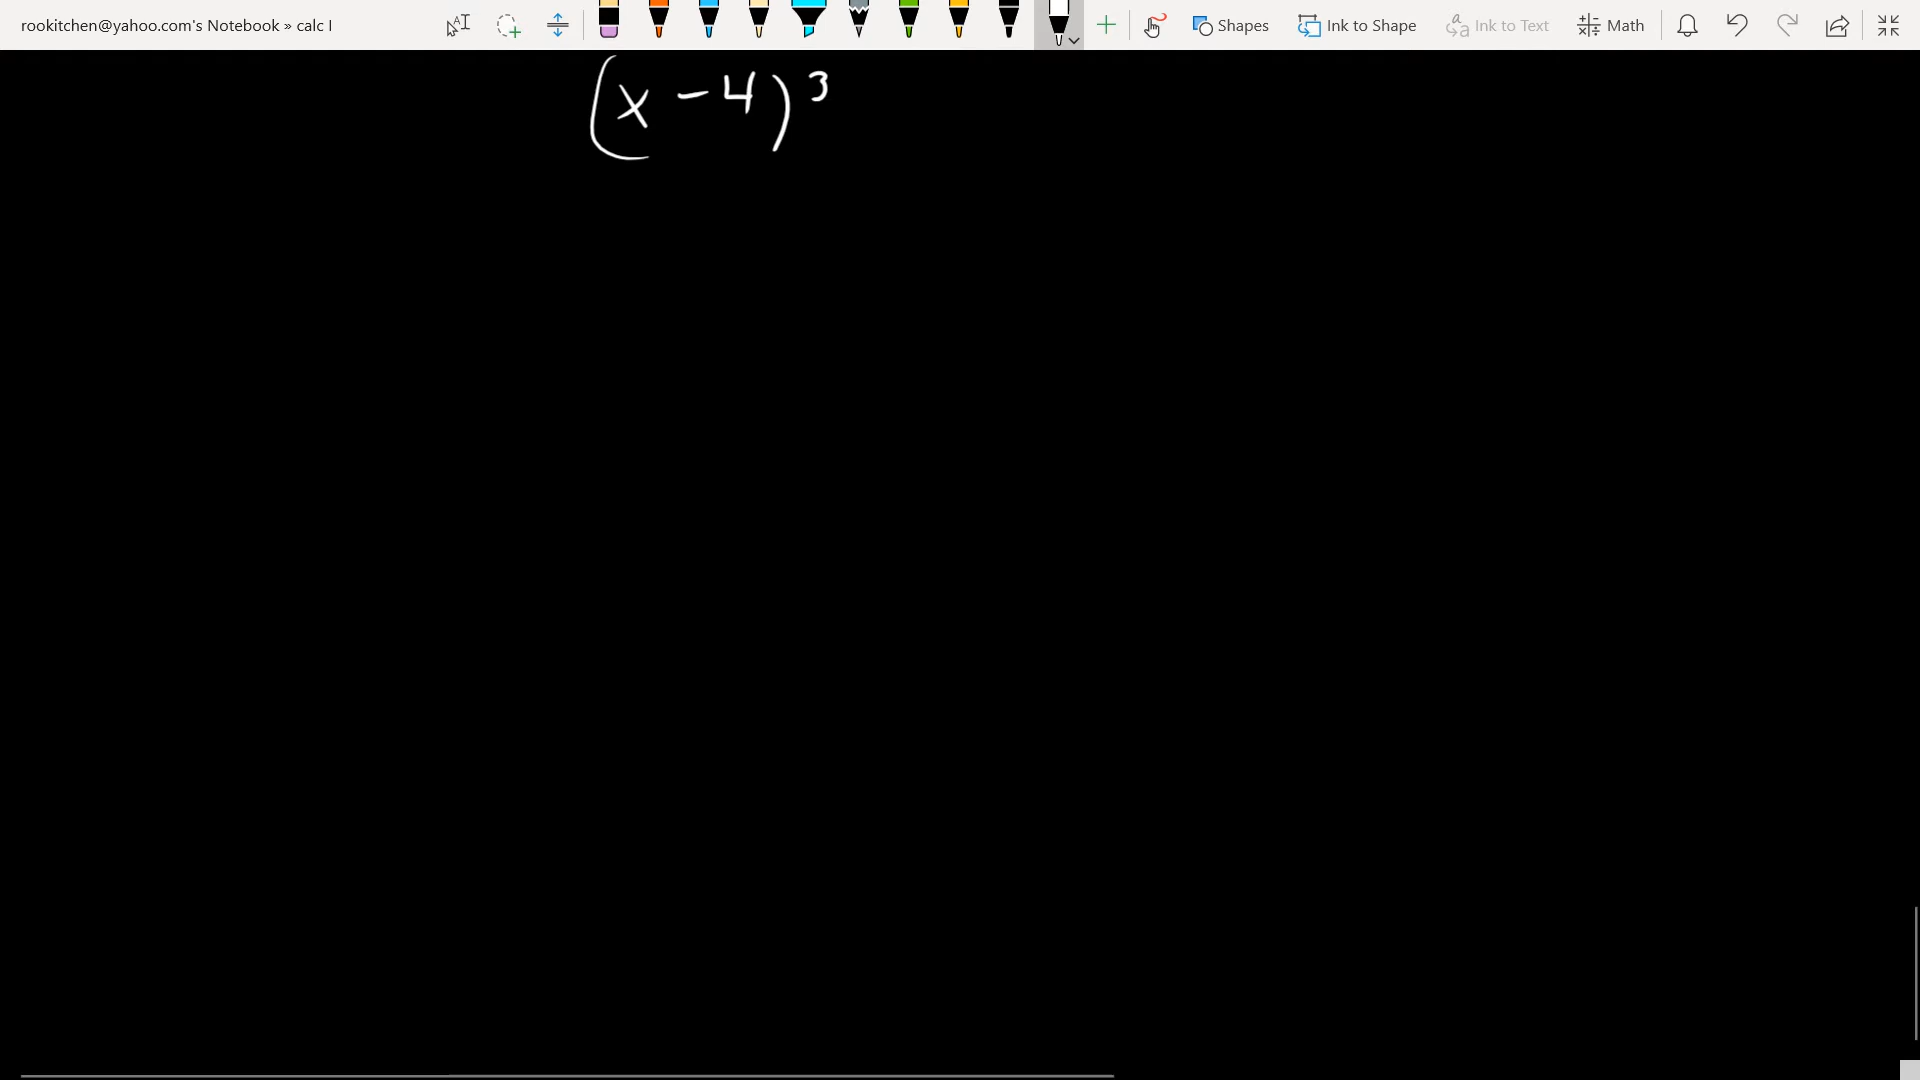 rookitchen@yahoo.com's Notebook » calc I Shapes Ink to Shape Ink to Text Math
(x - 4)³